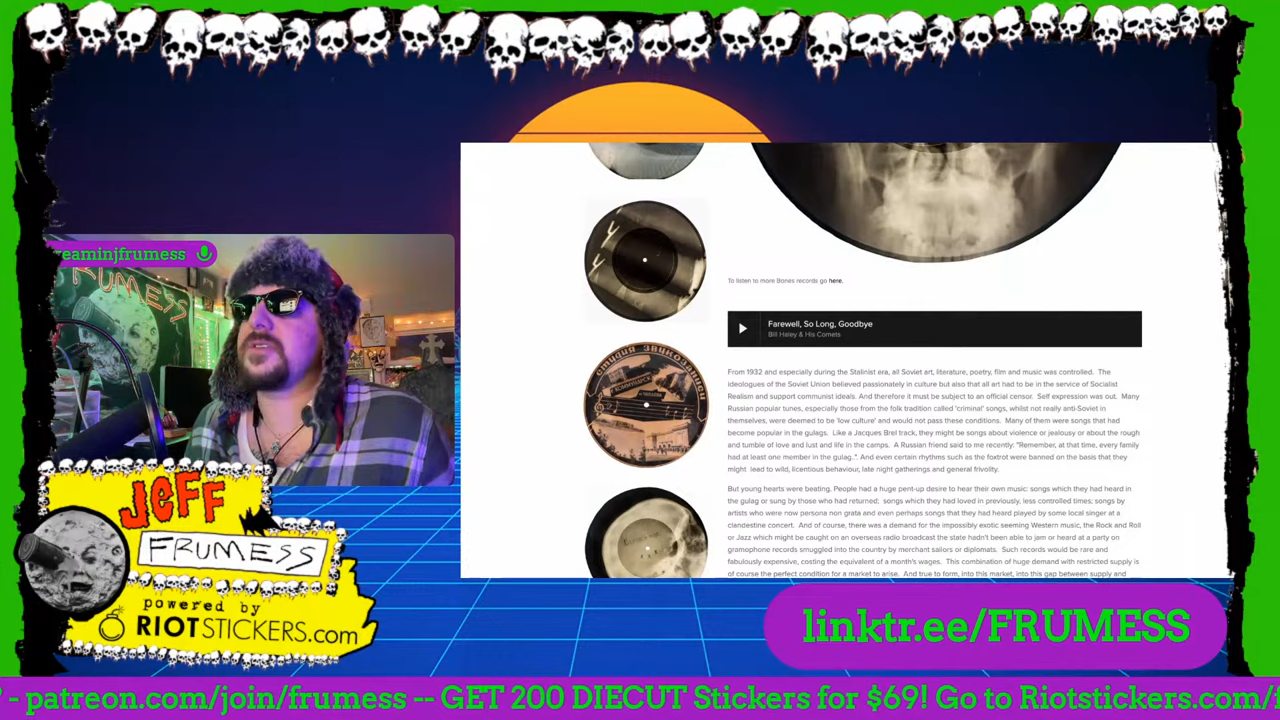 eaminjfrumess
FRUMESS
To listen to more Bones records go here.
Farewell, So Long, Goodbye
Bill Haley & His Comets
From 1932 and especially during the Stalinist era, all Soviet art, literature, poetry, film and music was controlled. The
ideologues of the Soviet Union believed passionately in culture but also that all art had to be in the service of Socialist
Realism and support communist ideals. And therefore it must be subject to an official censor. Self expression was out. Many
Russian popular tunes, especially those from the folk tradition called 'criminal' songs, whilst not really anti-Soviet in
themselves, were deemed to be 'low culture' and would not pass these conditions. Many of them were songs that had
become popular in the gulags. Like a Jacques Brel track, they might be songs about violence or jealousy or about the rough
and tumble of love and lust and life in the camps. A Russian friend said to me recently: "Remember, at that time, every family
had at least one member in the gulag..". And even certain rhythms such as the foxtrot were banned on the basis that they
might lead to wild, licentious behaviour, late night gatherings and general frivolity.
But young hearts were beating. People had a huge pent-up desire to hear their own music: songs which they had heard in
the gulag or sung by those who had returned; songs which they had loved in previously, less controlled times; songs by
artists who were now persona non grata and even perhaps songs that they had heard played by some local singer at a
clandestine concert. And of course, there was a demand for the impossibly exotic seeming Western music, the Rock and Roll
or Jazz which might be caught on an overseas radio broadcast the state hadn't been able to jam or heard at a party on
gramophone records smuggled into the country by merchant sailors or diplomats. Such records would be rare and
fabulously expensive, costing the equivalent of a month's wages. This combination of huge demand with restricted supply is
of course the perfect condition for a market to arise. And true to form, into this market, into this gap between supply and
СТУДИЯ ЗВУКОЗАПИСИ
JEFF
FRUMESS
powered by
RIOTSTICKERS.com
linktr.ee/FRUMESS
- patreon.com/join/frumess -- GET 200 DIECUT Stickers for $69! Go to Riotstickers.com/f